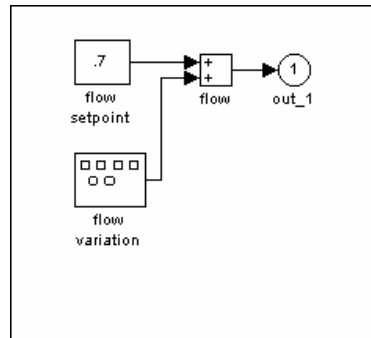 .7
+
+
1
flow
setpoint
flow
out_1
flow
variation